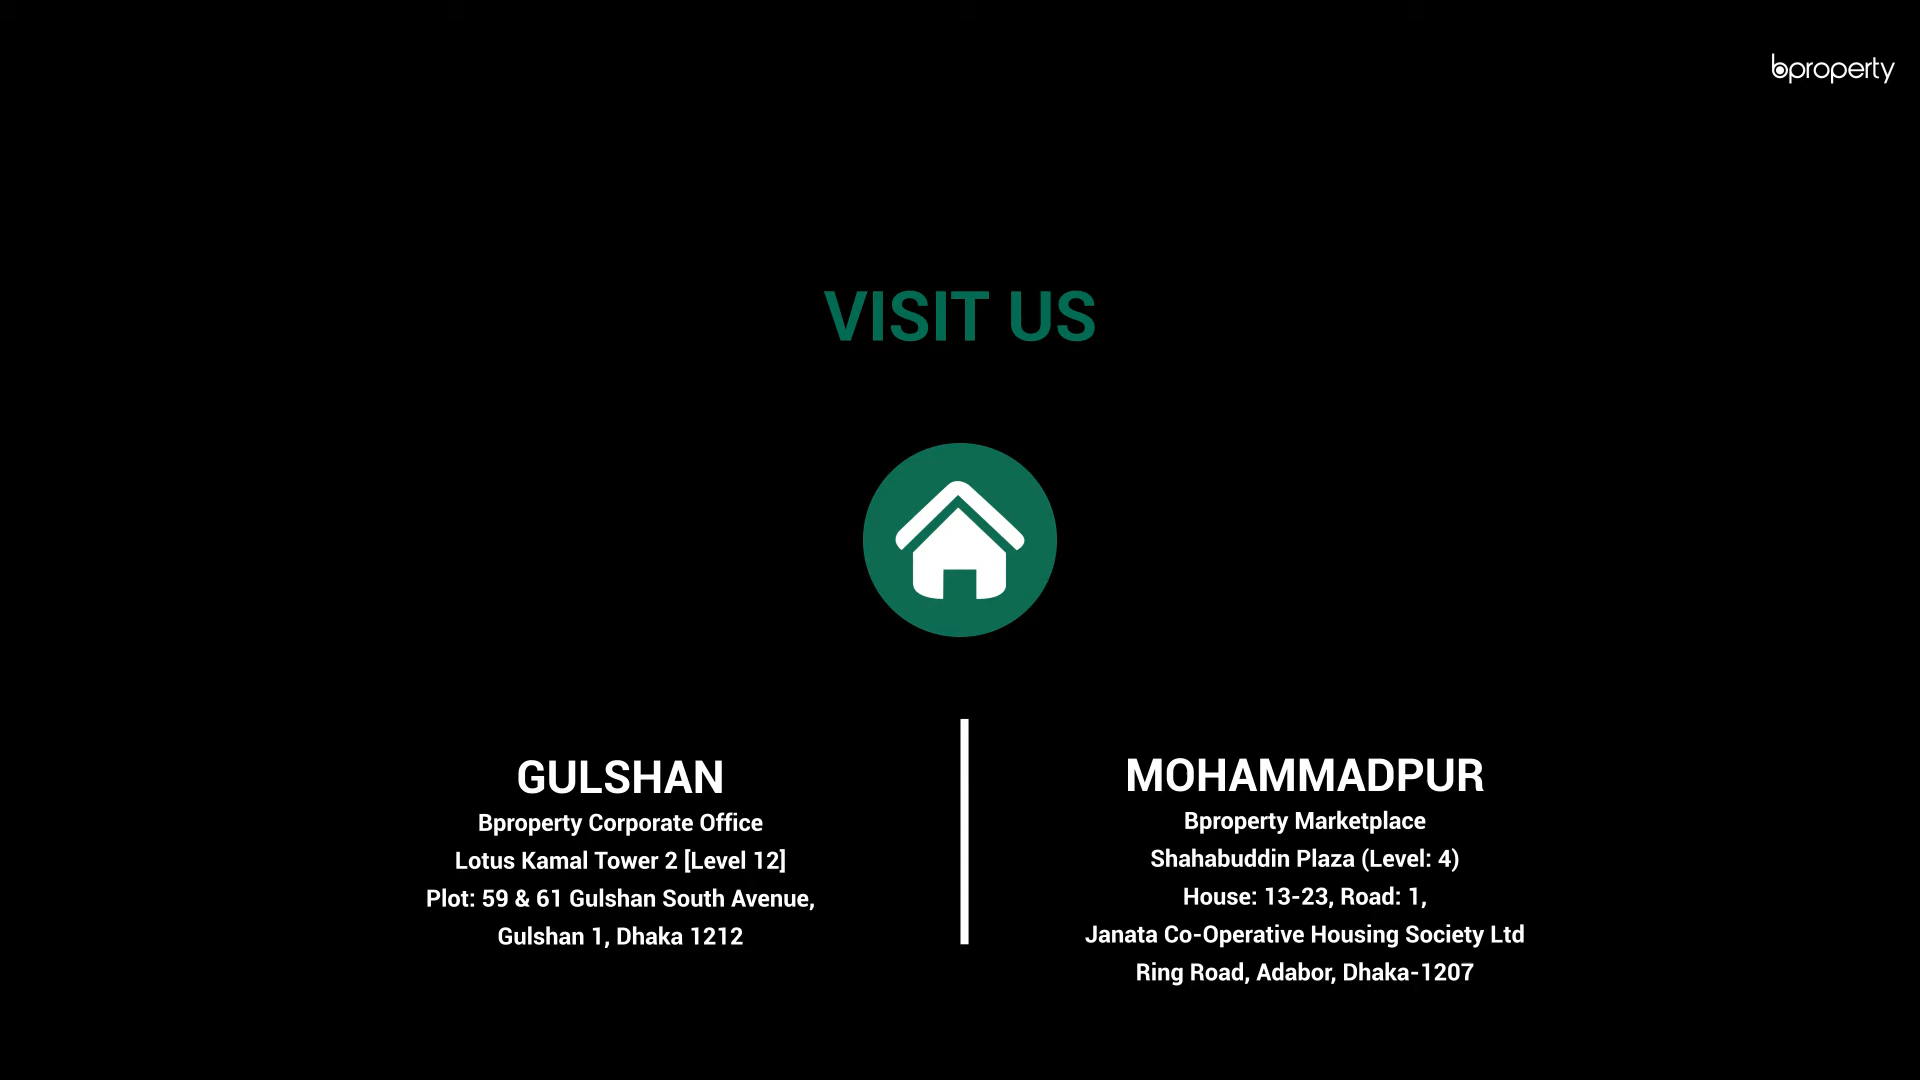 bproperty
VISIT US
GULSHAN
Bproperty Corporate Office
Lotus Kamal Tower 2 [Level 12]
Plot: 59 & 61 Gulshan South Avenue,
Gulshan 1, Dhaka 1212
MOHAMMADPUR
Bproperty Marketplace
Shahabuddin Plaza (Level: 4)
House: 13-23, Road: 1,
Janata Co-Operative Housing Society Ltd
Ring Road, Adabor, Dhaka-1207